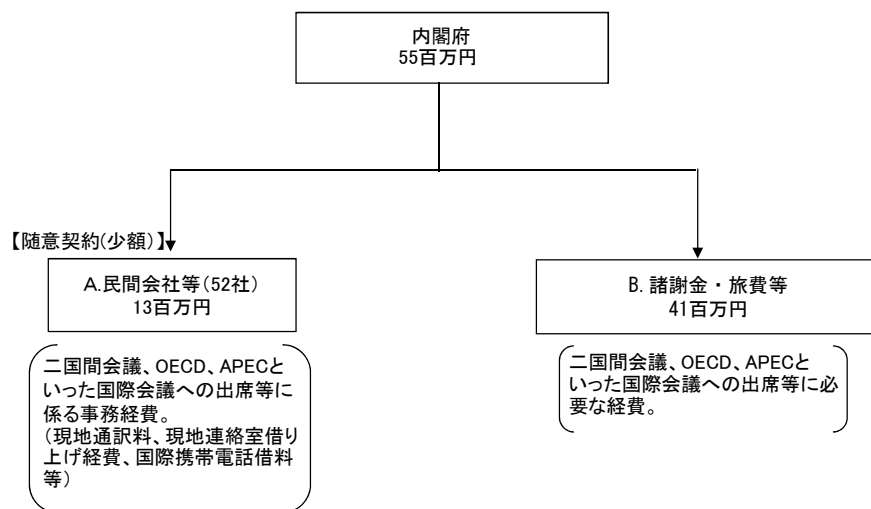 内閣府
55百万円
【随意契約(少額)】
A.民間会社等(52社)
13百万円
B. 諸謝金・旅費等
41百万円
二国間会議、OECD、APECと
いった国際会議への出席等に
係る事務経費。
(現地通訳料、現地連絡室借り
上げ経費、国際携帯電話借料
等)
二国間会議、OECD、APECと
いった国際会議への出席等に必
要な経費。